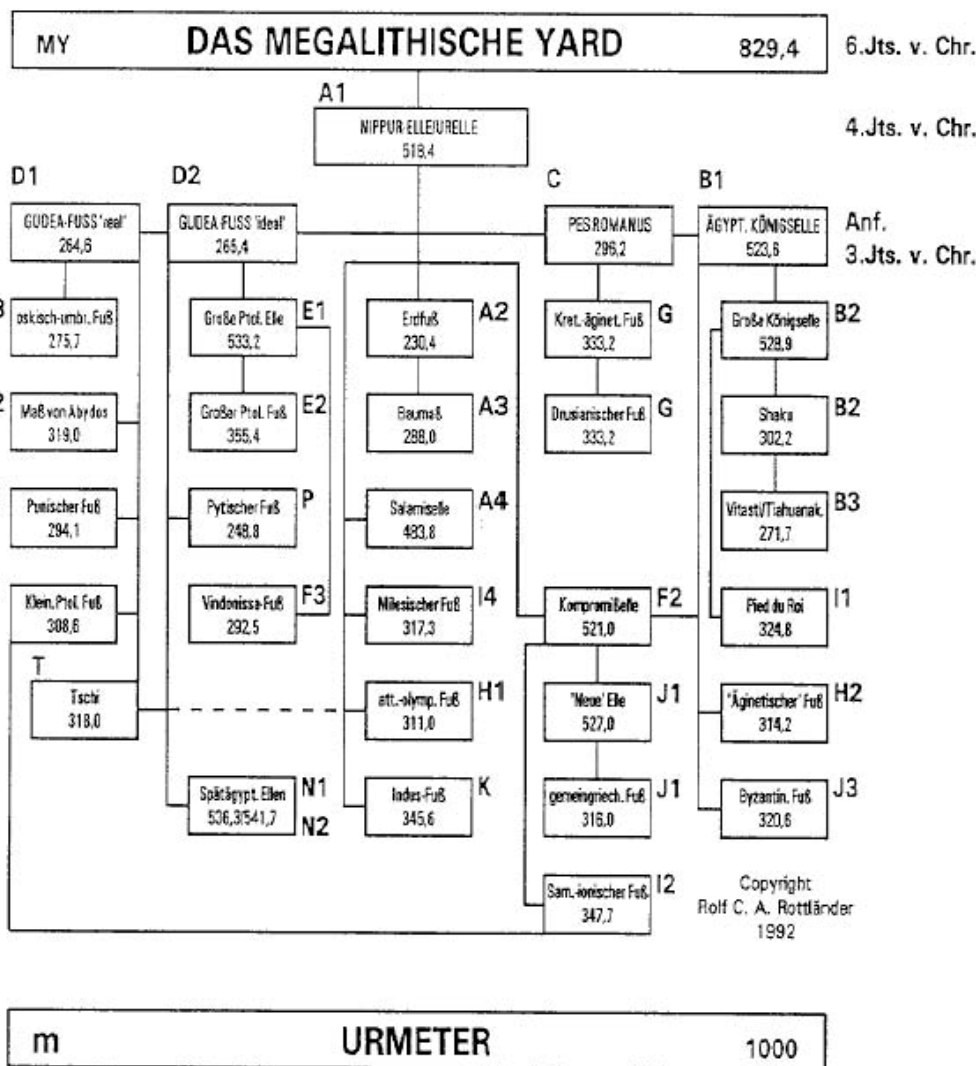 MY DAS MEGALITHISCHE YARD 829,4 6.Jts. v. Chr.
A1
NIPPUR-ELLE/URELLE 4.Jts. v. Chr.
518,4
D1 D2 C B1
GUDEA-FUSS 'real' GUDEA-FUSS 'ideal' PES ROMANUS ÄGYPT. KÖNIGSELLE Anf.
264,6 265,4 296,2 523,6 3.Jts. v. Chr.
oskisch-umbr. Fuß Große Ptol. Elle E1 Erdfuß A2 Kret.-äginet. Fuß G Große Königselle B2
275,7 533,2 230,4 333,2 528,9
Maß von Abydos Großer Ptol. Fuß E2 Baumaß A3 Drusianischer Fuß G Shaku B2
319,0 355,4 288,0 333,2 302,2
Punischer Fuß Pytischer Fuß P Salamiselle A4 Vitasti/Tiahuanak. B3
294,1 248,8 483,8 271,7
Klein. Ptol. Fuß Vindonissa-Fuß F3 Milesischer Fuß I4 Kompromißelle F2 Pied du Roi I1
308,6 292,5 317,3 521,0 324,8
T
Tschi att.-olymp. Fuß H1 'Neue' Elle J1 "Äginetischer' Fuß H2
318,0 311,0 527,0 314,2
Spätägypt. Ellen N1 Indus-Fuß K gemeingriech. Fuß J1 Byzantin. Fuß J3
536,3/541,7 N2 345,6 316,0 320,6
Sam.-ionischer Fuß I2 Copyright
347,7 Rolf C. A. Rottländer
1992
m URMETER 1000